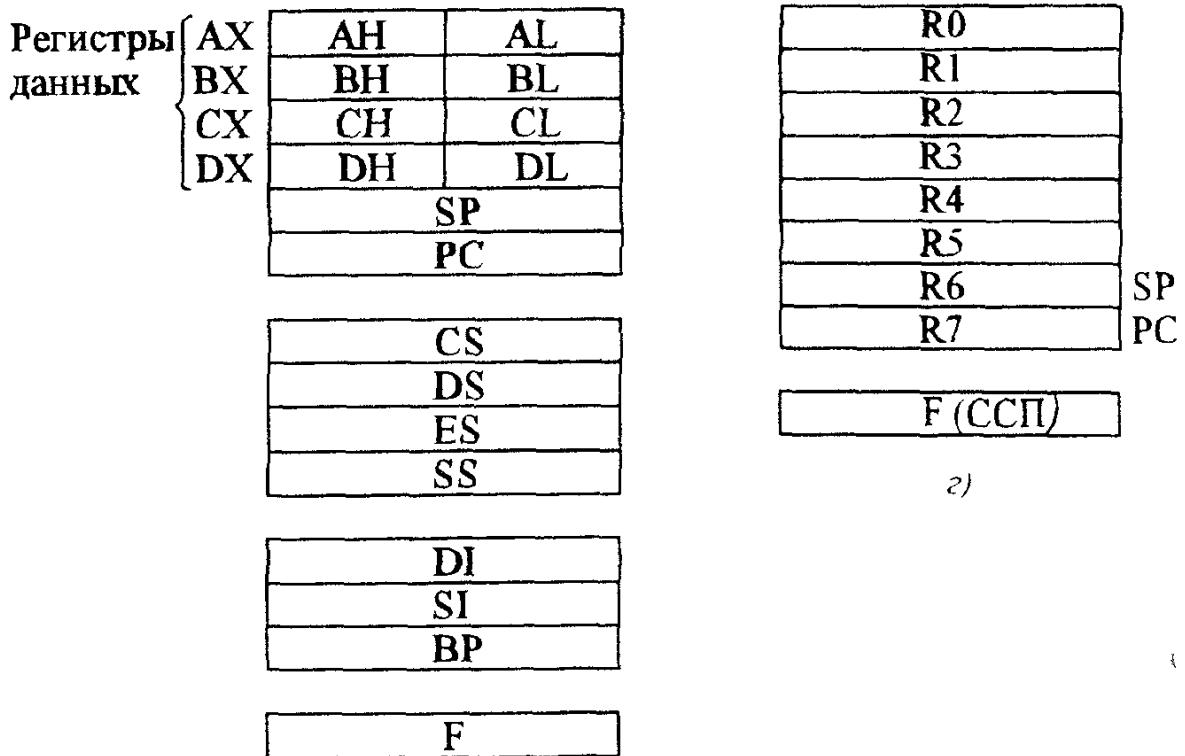 Регистры данных
AX AH AL
BX BH BL
CX CH CL
DX DH DL
SP
PC
CS
DS
ES
SS
DI
SI
BP
F
R0
R1
R2
R3
R4
R5
R6 SP
R7 PC
F (ССП)
г)